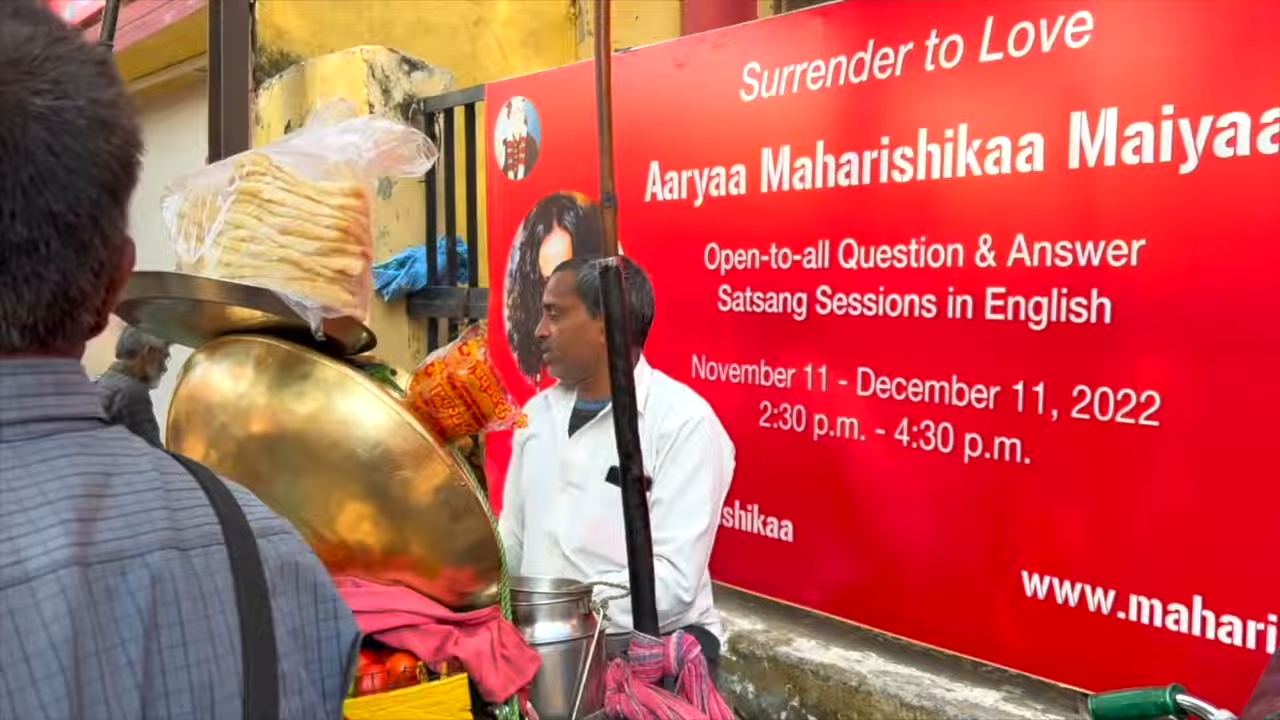 Surrender to Love
Aaryaa Maharishikaa Maiyaa
Open-to-all Question & Answer
Satsang Sessions in English
November 11 - December 11, 2022
2:30 p.m. - 4:30 p.m.
shikaa
www.mahari